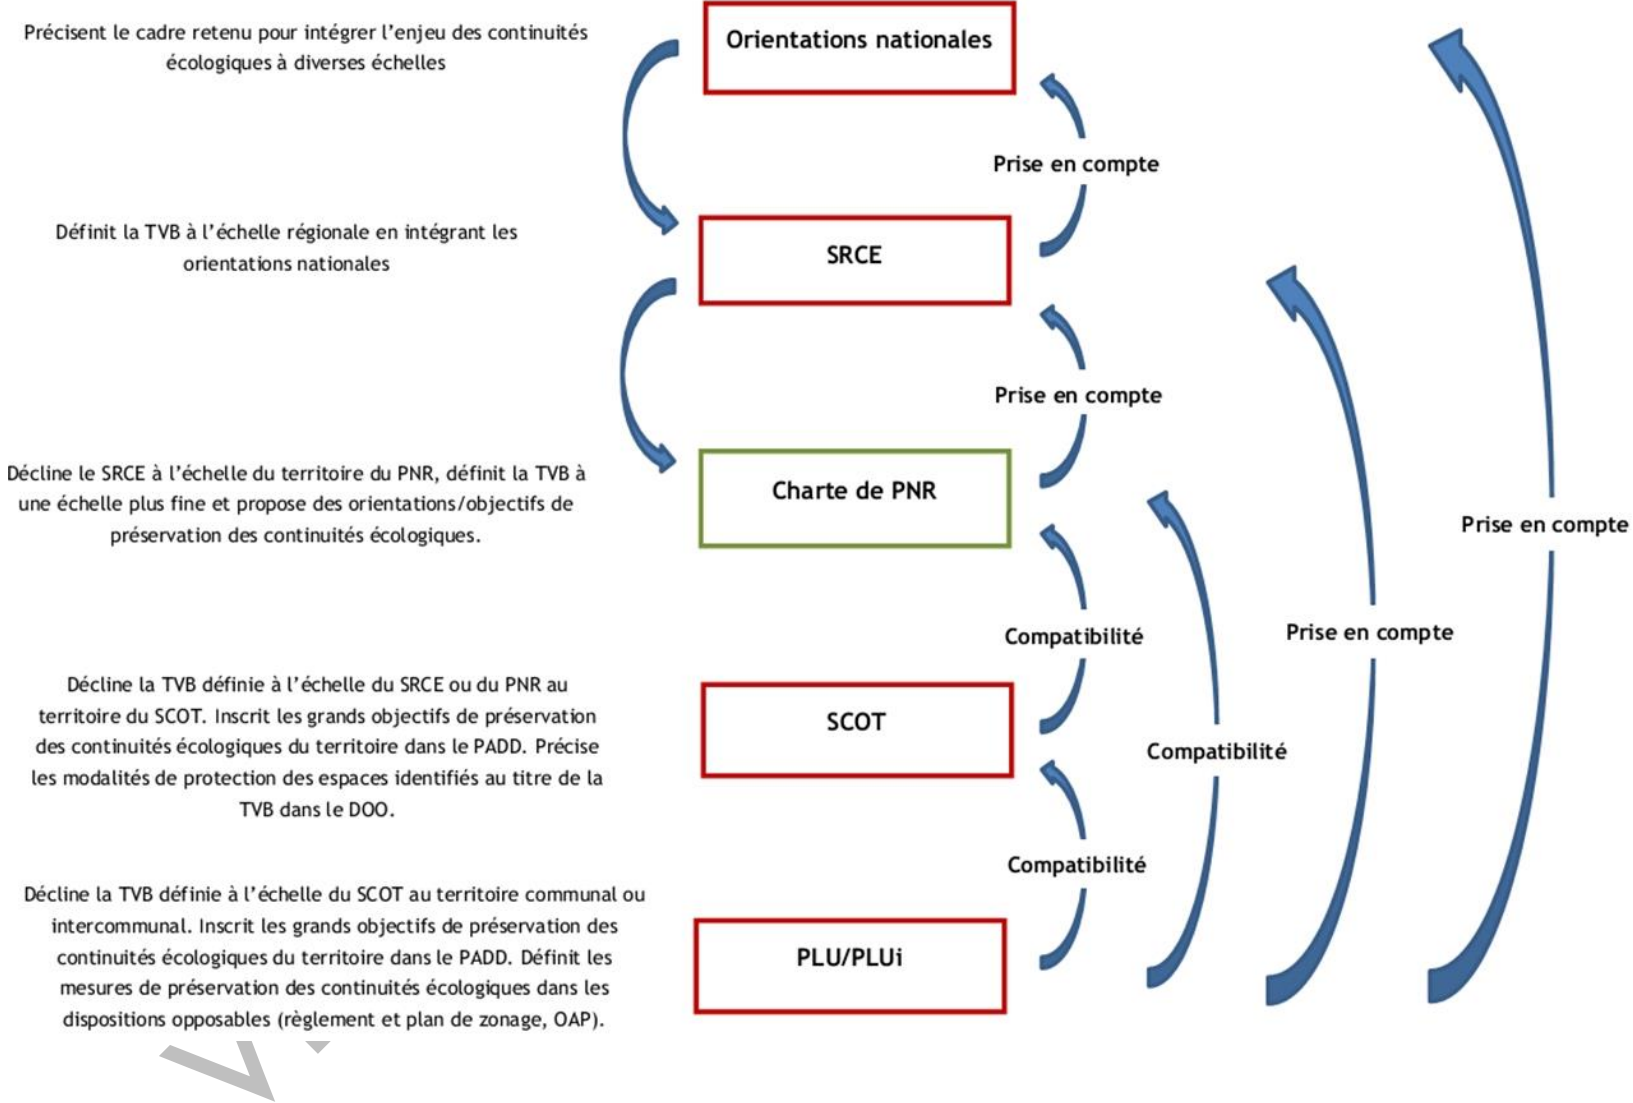 Précisent le cadre retenu pour intégrer l'enjeu des continuités
écologiques à diverses échelles
Orientations nationales
Prise en compte
Définit la TVB à l'échelle régionale en intégrant les
orientations nationales
SRCE
Prise en compte
Décline le SRCE à l'échelle du territoire du PNR, définit la TVB à
une échelle plus fine et propose des orientations/objectifs de
préservation des continuités écologiques.
Charte de PNR
Prise en compte
Compatibilité
Prise en compte
Décline la TVB définie à l'échelle du SRCE ou du PNR au
territoire du SCOT. Inscrit les grands objectifs de préservation
des continuités écologiques du territoire dans le PADD. Précise
les modalités de protection des espaces identifiés au titre de la
TVB dans le DOO.
SCOT
Compatibilité
Compatibilité
Décline la TVB définie à l'échelle du SCOT au territoire communal ou
intercommunal. Inscrit les grands objectifs de préservation des
continuités écologiques du territoire dans le PADD. Définit les
mesures de préservation des continuités écologiques dans les
dispositions opposables (règlement et plan de zonage, OAP).
PLU/PLUi